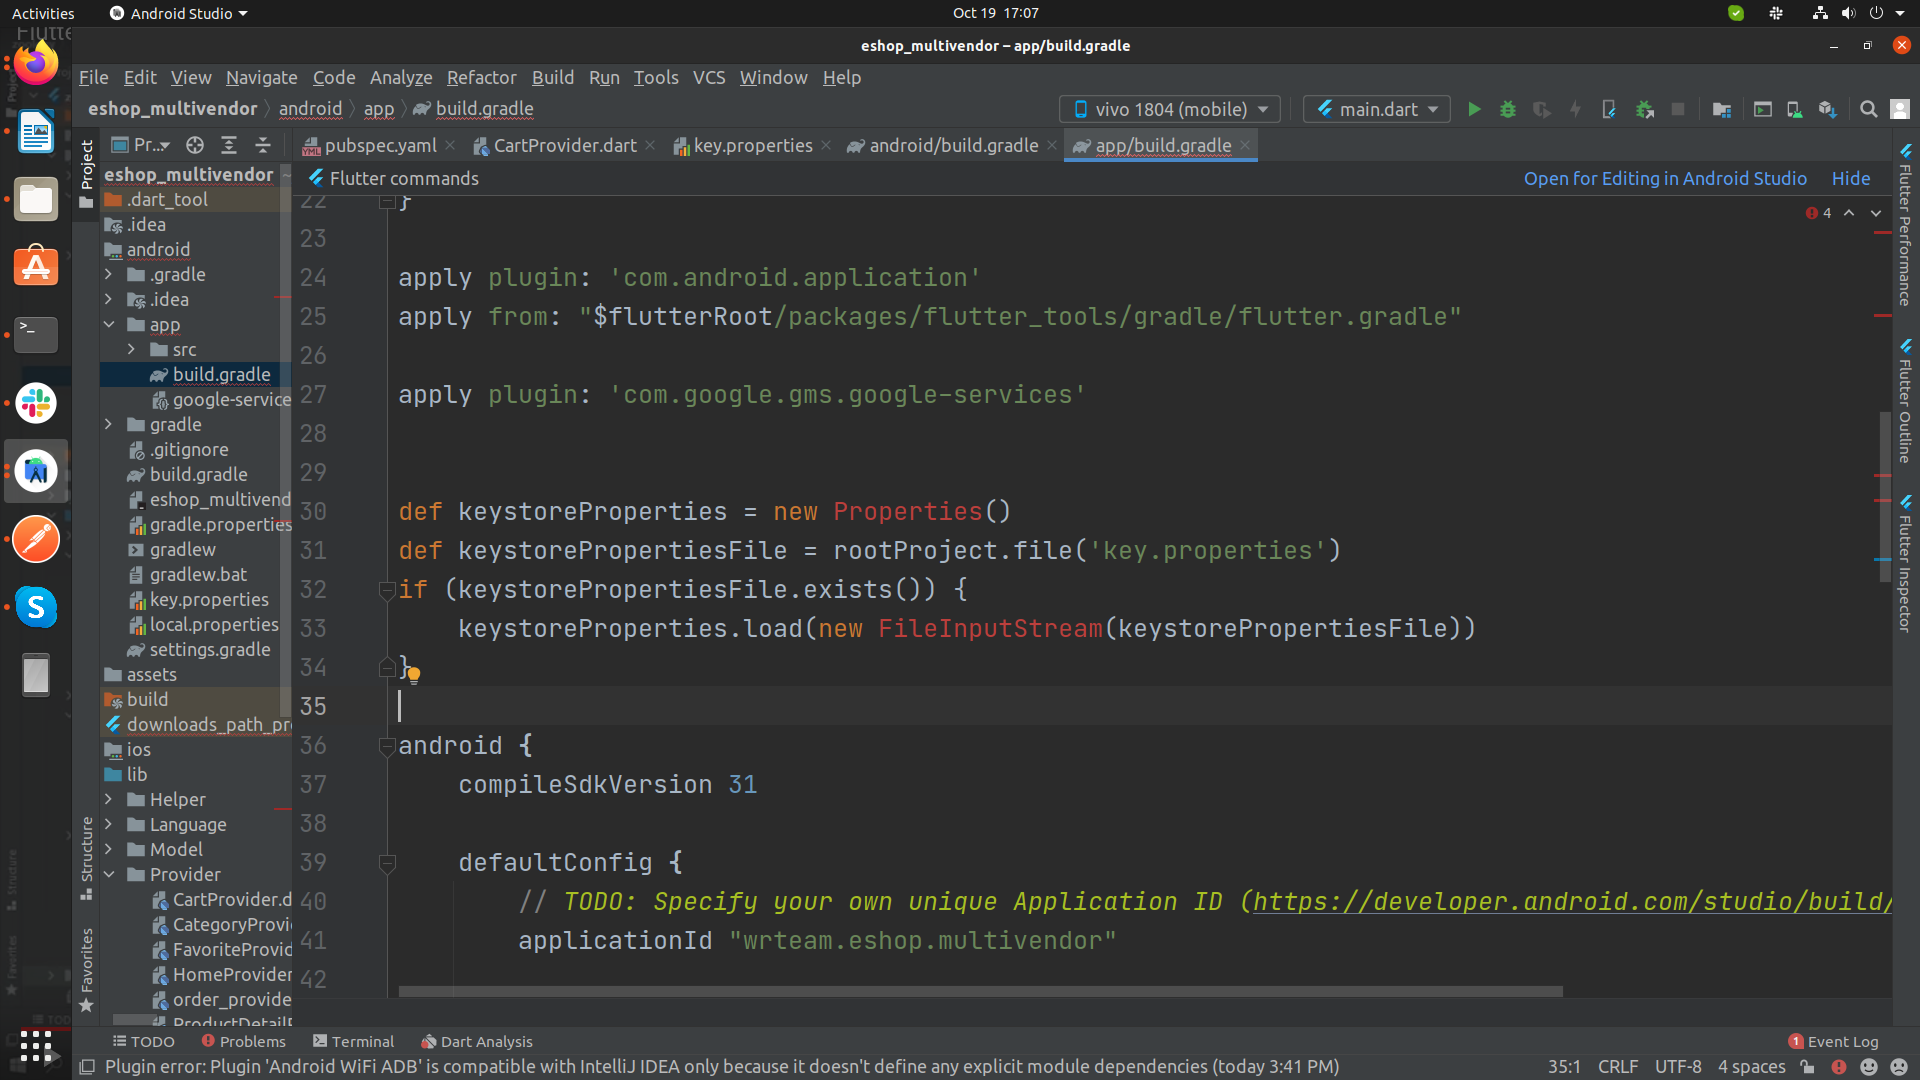 Activities Android Studio Oct 19 17:07
eshop_multivendor – app/build.gradle
File Edit View Navigate Code Analyze Refactor Build Run Tools VCS Window Help
eshop_multivendor android app build.gradle vivo 1804 (mobile) main.dart
Project Pr... pubspec.yaml CartProvider.dart key.properties android/build.gradle app/build.gradle
Flutter commands Open for Editing in Android Studio Hide
eshop_multivendor
.dart_tool
.idea
android
.gradle
.idea
app
src
build.gradle
google-service
gradle
.gitignore
build.gradle
eshop_multivend
gradle.properties
gradlew
gradlew.bat
key.properties
local.properties
settings.gradle
assets
build
downloads_path_pr
ios
lib
Helper
Language
Model
Provider
CartProvider.d
CategoryProvi
FavoriteProvid
HomeProvider
order_provide
ProductDetail
Structure
Favorites
4
22 }
23
24 apply plugin: 'com.android.application'
25 apply from: "$flutterRoot/packages/flutter_tools/gradle/flutter.gradle"
26
27 apply plugin: 'com.google.gms.google-services'
28
29
30 def keystoreProperties = new Properties()
31 def keystorePropertiesFile = rootProject.file('key.properties')
32 if (keystorePropertiesFile.exists()) {
33 keystoreProperties.load(new FileInputStream(keystorePropertiesFile))
34 }
35
36 android {
37 compileSdkVersion 31
38
39 defaultConfig {
40 // TODO: Specify your own unique Application ID (https://developer.android.com/studio/build/
41 applicationId "wrteam.eshop.multivendor"
42
Flutter Performance
Flutter Outline
Flutter Inspector
TODO Problems Terminal Dart Analysis 1 Event Log
Plugin error: Plugin 'Android WiFi ADB' is compatible with IntelliJ IDEA only because it doesn't define any explicit module dependencies (today 3:41 PM) 35:1 CRLF UTF-8 4 spaces